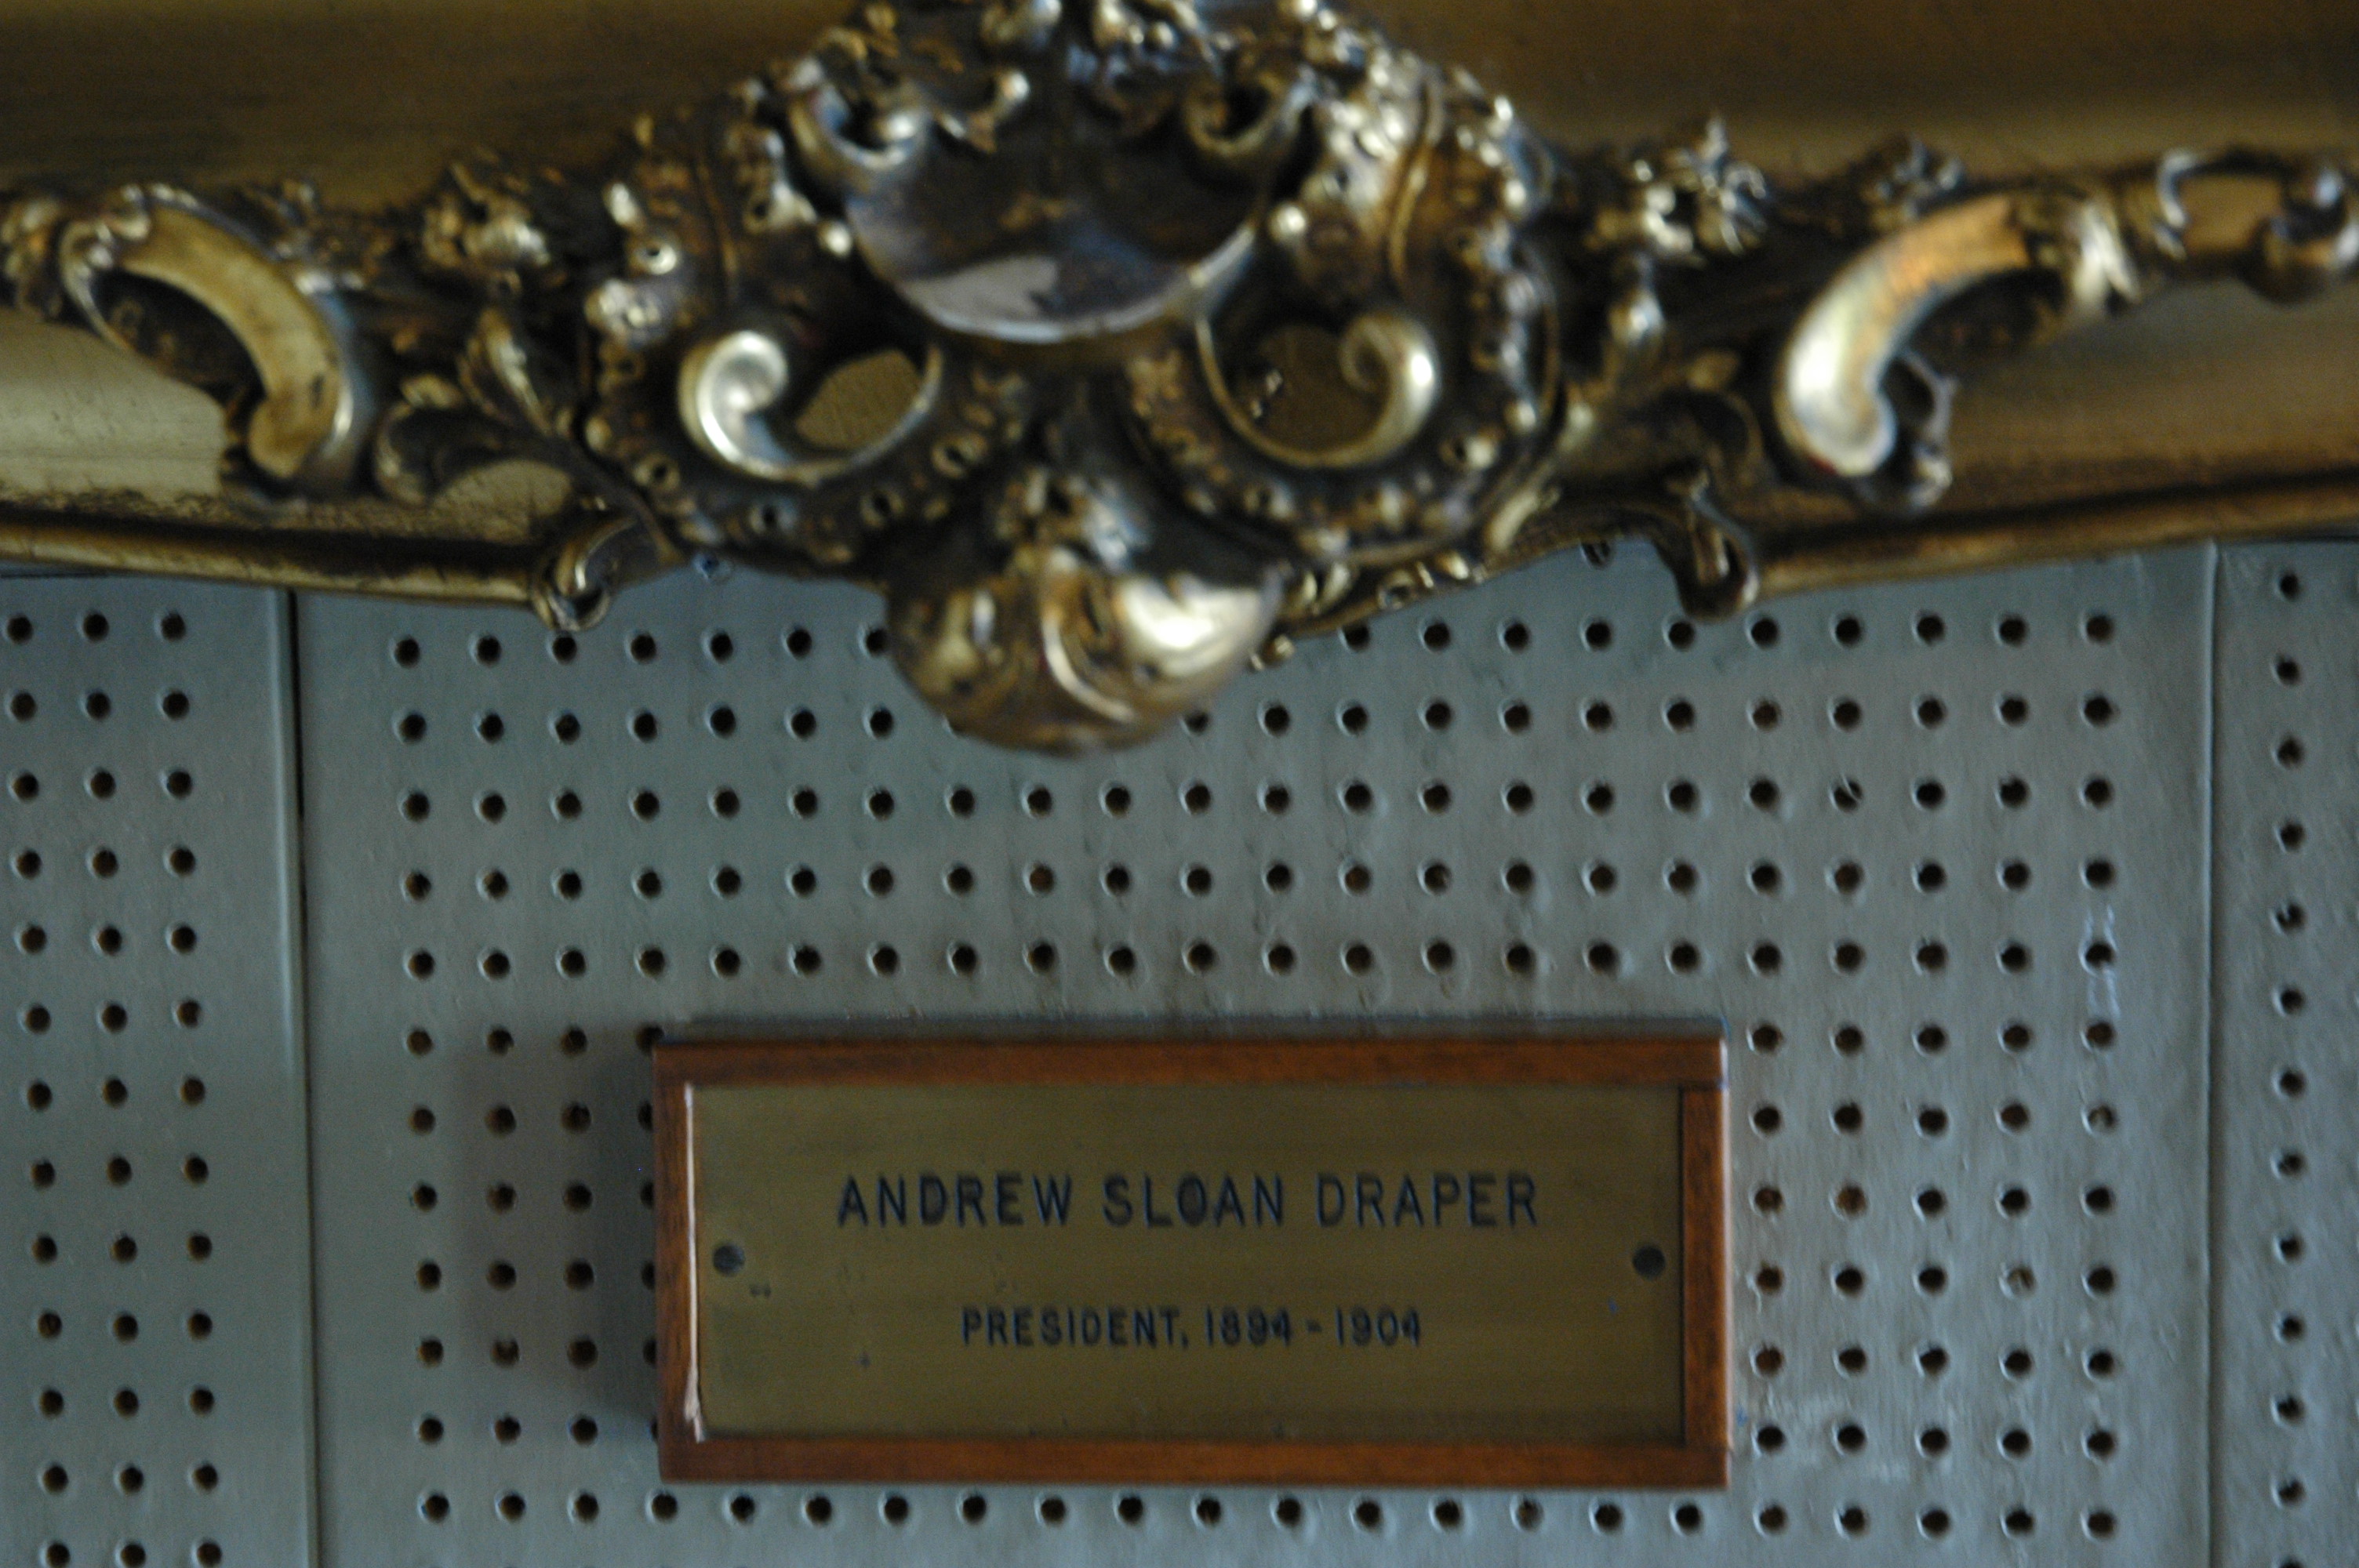 ANDREW SLOAN DRAPER
PRESIDENT, 1894-1904